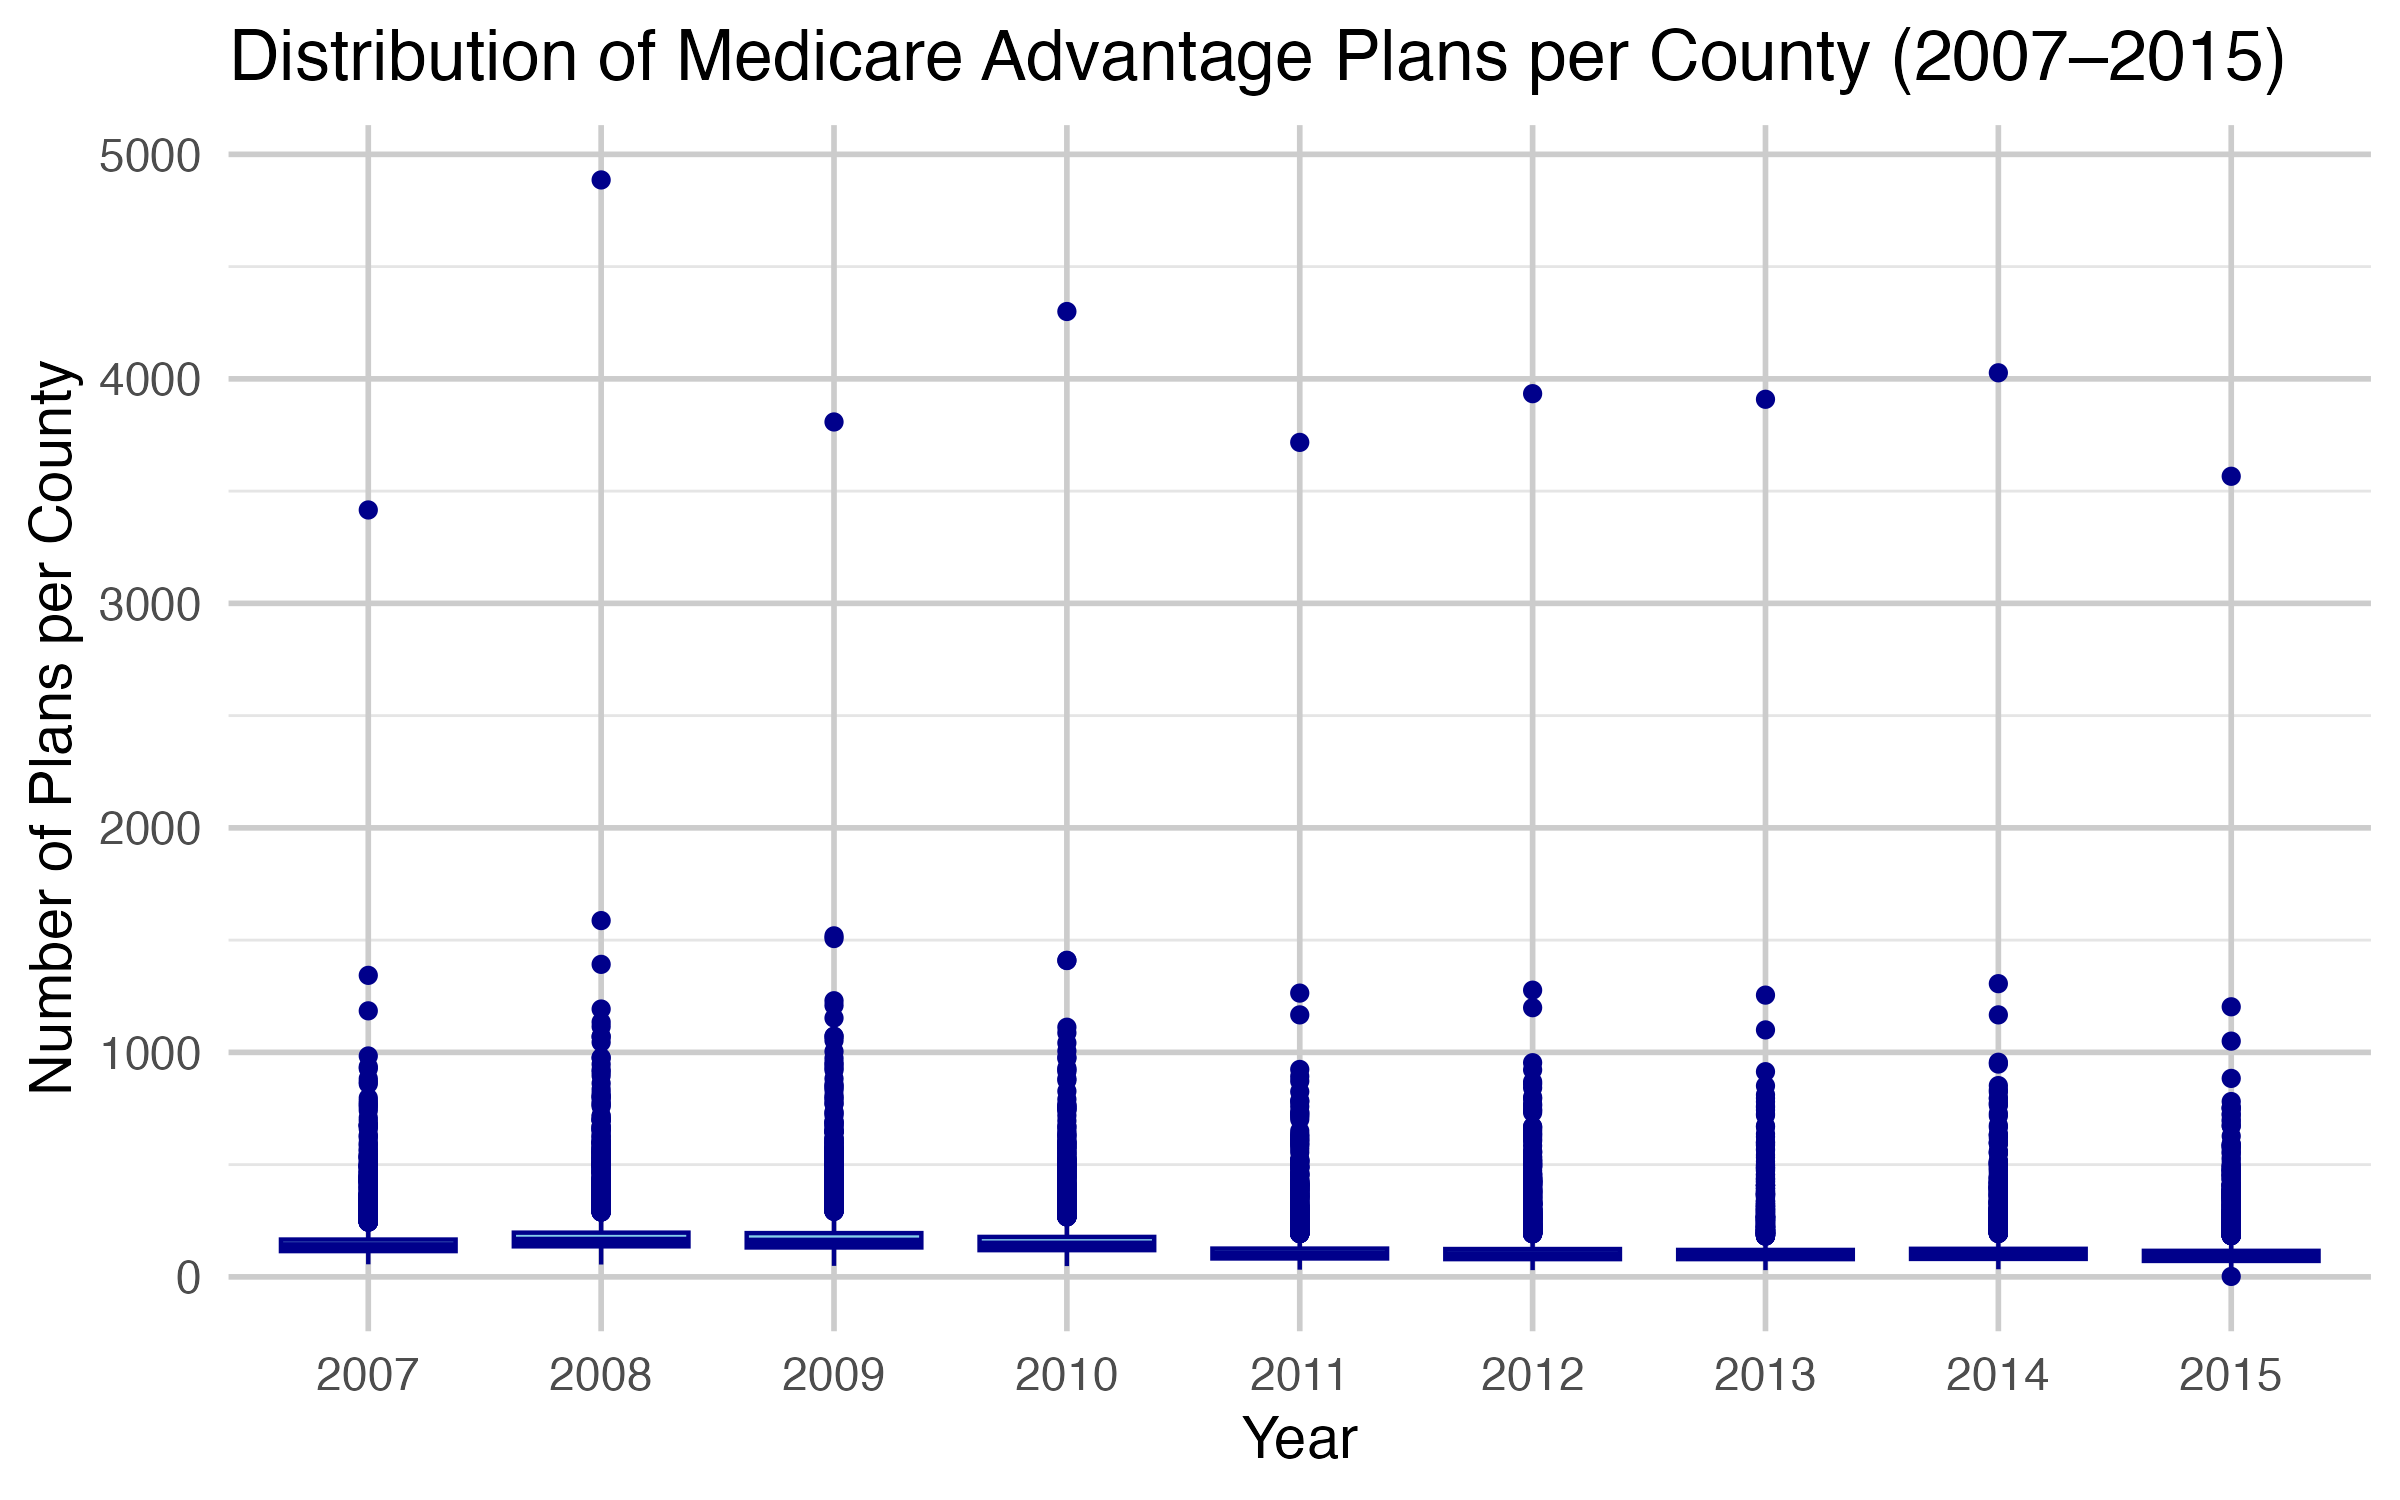 Distribution of Medicare Advantage Plans per County (2007–2015)
Number of Plans per County
5000
4000
3000
2000
1000
0
2007 2008 2009 2010 2011 2012 2013 2014 2015
Year